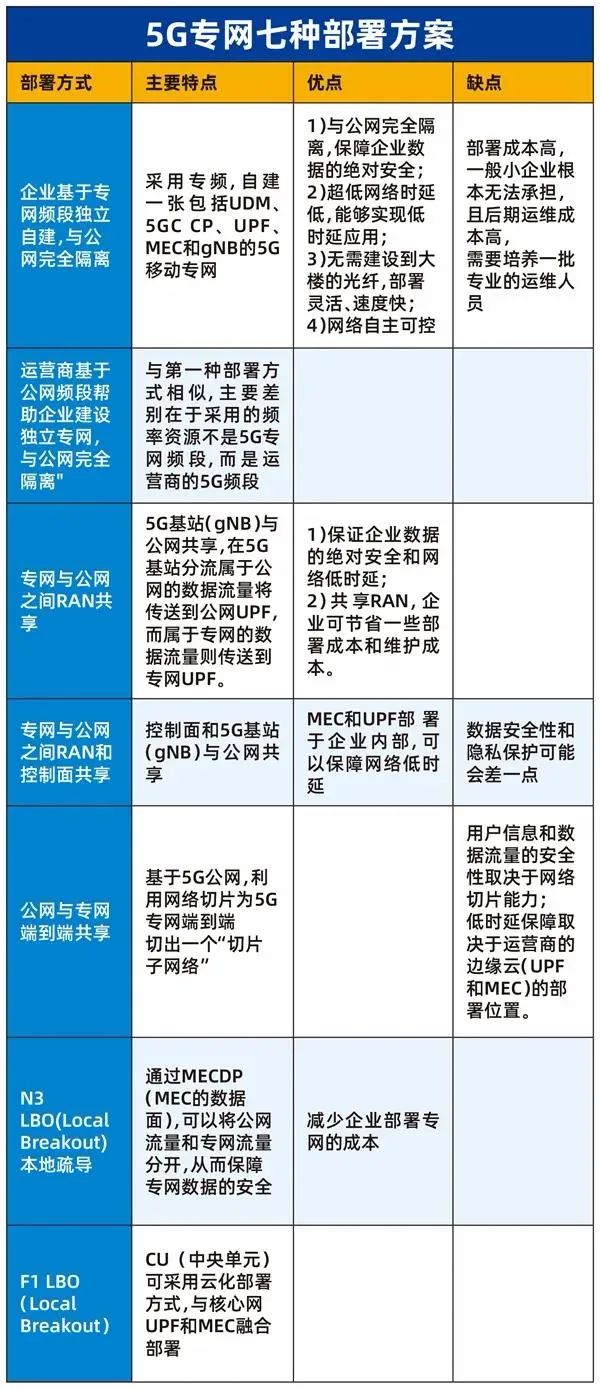 5G专网七种部署方案
部署方式
主要特点
优点
缺点
企业基于专
网频段独立
自建,与公
网完全隔离
采用专频,自建
一张包括UDM、
5GC CP、UPF、
MEC和gNB的5G
移动专网
1)与公网完全隔
离,保障企业数
据的绝对安全;
2)超低网络时延
低,能够实现低
时延应用;
3)无需建设到大
楼的光纤,部署
灵活、速度快;
4)网络自主可控
部署成本高,
一般小企业根
本无法承担,
且后期运维成
本高,
需要培养一批
专业的运维人
员
运营商基于
公网频段帮
助企业建设
独立专网,
与公网完全
隔离"
与第一种部署方
式相似,主要差
别在于采用的频
率资源不是5G专
网频段,而是运
营商的5G频段
专网与公网
之间RAN共
享
5G基站(gNB)与
公网共享,在5G
基站分流属于公
网的数据流量将
传送到公网UPF,
而属于专网的数
据流量则传送到
专网UPF。
1)保证企业数据
的绝对安全和网
络低时延;
2)共享RAN,企
业可节省一些部
署成本和维护成
本。
专网与公网
之间RAN和
控制面共享
控制面和5G基站
(gNB)与公网共
享
MEC和UPF部 署
于企业内部,可
以保障网络低时
延
数据安全性和
隐私保护可能
会差一点
公网与专网
端到端共享
基于5G公网,利
用网络切片为5G
专网端到端
切出一个“切片
子网络”
用户信息和数
据流量的安全
性取决于网络
切片能力;
低时延保障取
决于运营商的
边缘云(UPF
和MEC)的部
署位置。
N3
LBO(Local
Breakout)
本地疏导
通过MECDP
(MEC的数据
面),可以将公网
流量和专网流量
分开,从而保障
专网数据的安全
减少企业部署专
网的成本
F1 LBO
(Local
Breakout)
CU（中央单元)
可采用云化部署
方式,与核心网
UPF和MEC融合
部署